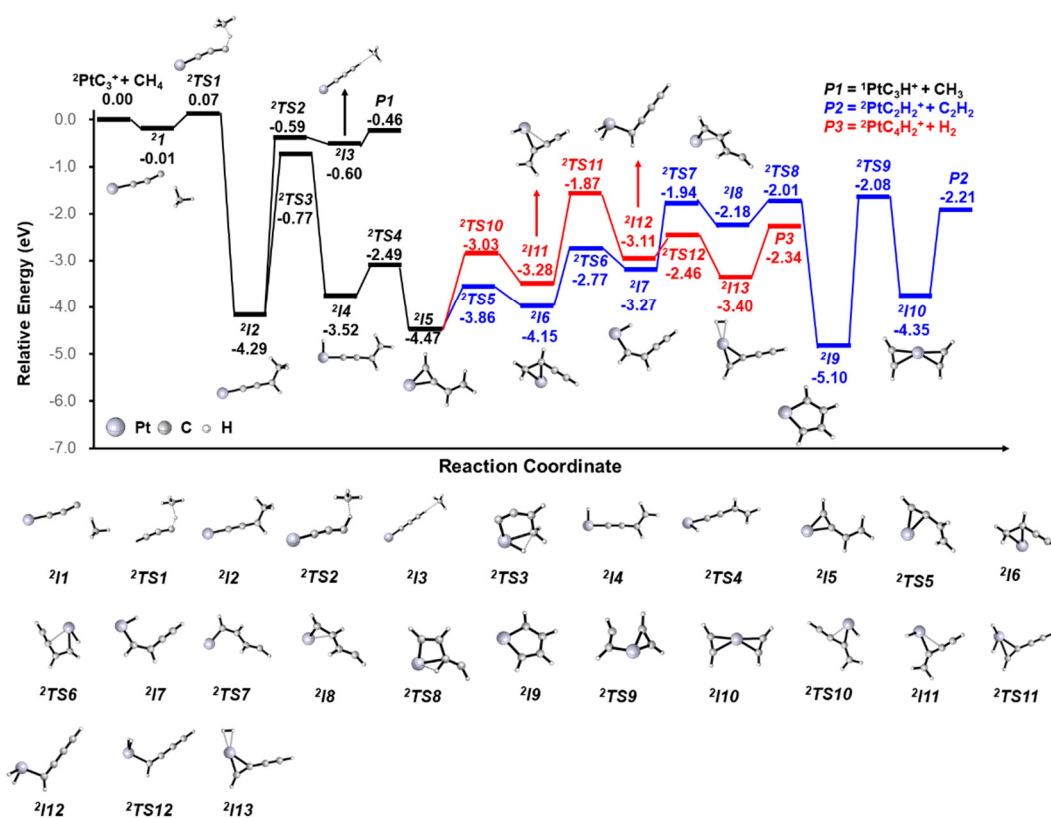 ²PtC₃⁺ + CH₄
0.00
²1
-0.01
²TS1
0.07
²I2
-4.29
²TS2
-0.59
²TS3
-0.77
²I3
-0.60
P1
-0.46
²I4
-3.52
²TS4
-2.49
²I5
-4.47
²TS10
-3.03
²TS5
-3.86
²I11
-3.28
²I6
-4.15
²TS11
-1.87
²TS6
-2.77
²I12
-3.11
²I7
-3.27
²TS7
-1.94
²TS12
-2.46
²I8
-2.18
²I13
-3.40
²TS8
-2.01
P3
-2.34
²I9
-5.10
²TS9
-2.08
²I10
-4.35
P2
-2.21
P1 = ¹PtC₃H⁺ + CH₃
P2 = ²PtC₂H₂⁺ + C₂H₂
P3 = ²PtC₄H₂⁺ + H₂
Relative Energy (eV)
0.0
-1.0
-2.0
-3.0
-4.0
-5.0
-6.0
-7.0
Pt C H
Reaction Coordinate
²I1 ²TS1 ²I2 ²TS2 ²I3 ²TS3 ²I4 ²TS4 ²I5 ²TS5 ²I6
²TS6 ²I7 ²TS7 ²I8 ²TS8 ²I9 ²TS9 ²I10 ²TS10 ²I11 ²TS11
²I12 ²TS12 ²I13